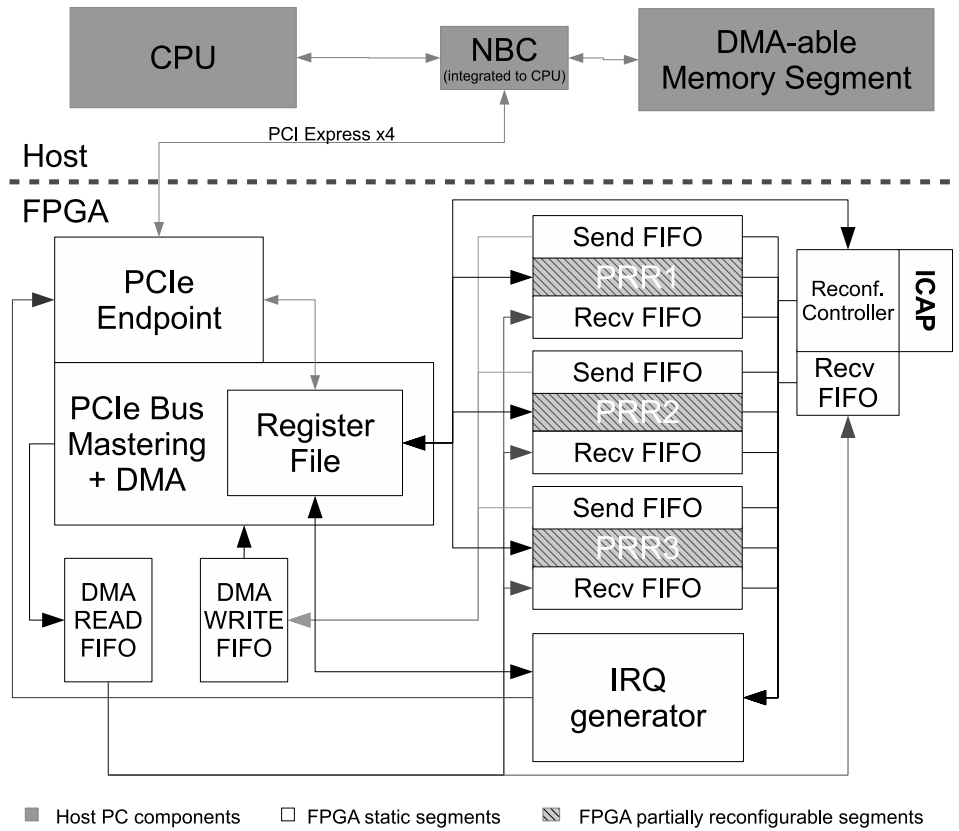 CPU
NBC
(integrated to CPU)
DMA-able
Memory Segment
PCI Express x4
Host
FPGA
PCIe
Endpoint
PCIe Bus
Mastering
+ DMA
Register
File
DMA
READ
FIFO
DMA
WRITE
FIFO
Send FIFO
PRR1
Recv FIFO
Send FIFO
PRR2
Recv FIFO
Send FIFO
PRR3
Recv FIFO
IRQ
generator
Reconf.
Controller
ICAP
Recv
FIFO
Host PC components
FPGA static segments
FPGA partially reconfigurable segments